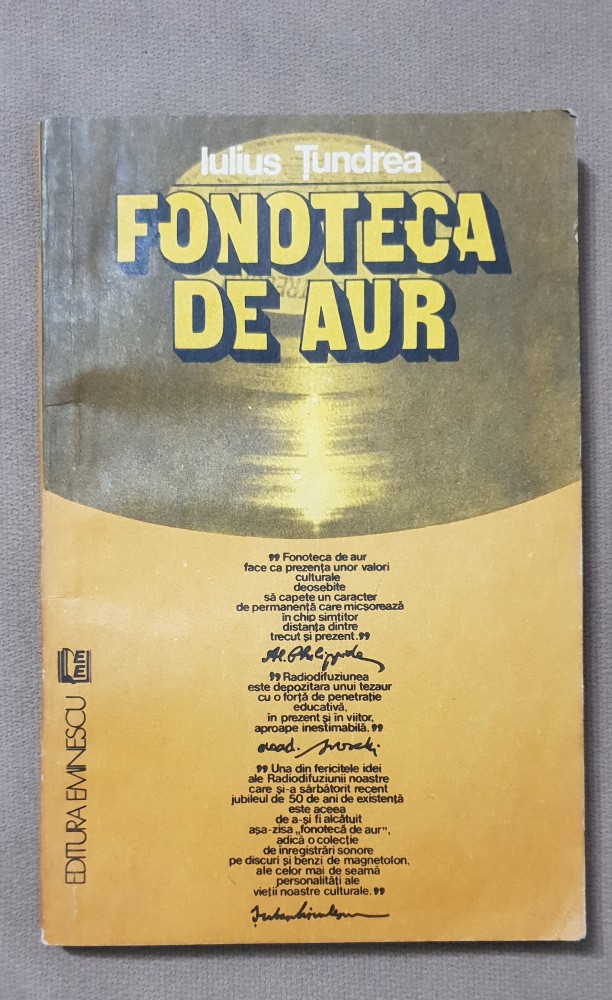 Iulius Țundrea
FONOTECA
DE AUR
„ Fonoteca de aur
face ca prezența unor valori
culturale
deosebite
să capete un caracter
de permanență care micșorează
în chip simțitor
distanța dintre
trecut și prezent.”
Al. Philippide
„ Radiodifuziunea
este depozitara unui tezaur
cu o forță de penetrație
educativă,
în prezent și în viitor,
aproape inestimabilă.”
acad.
„ Una din fericitele idei
ale Radiodifuziunii noastre
care și-a sărbătorit recent
jubileul de 50 de ani de existență
este aceea
de a-și fi alcătuit
așa-zisa „fonotecă de aur”,
adică o colecție
de înregistrări sonore
pe discuri și benzi de magnetofon,
ale celor mai de seamă
personalități ale
vieții noastre culturale.”
EDITURA EMINESCU